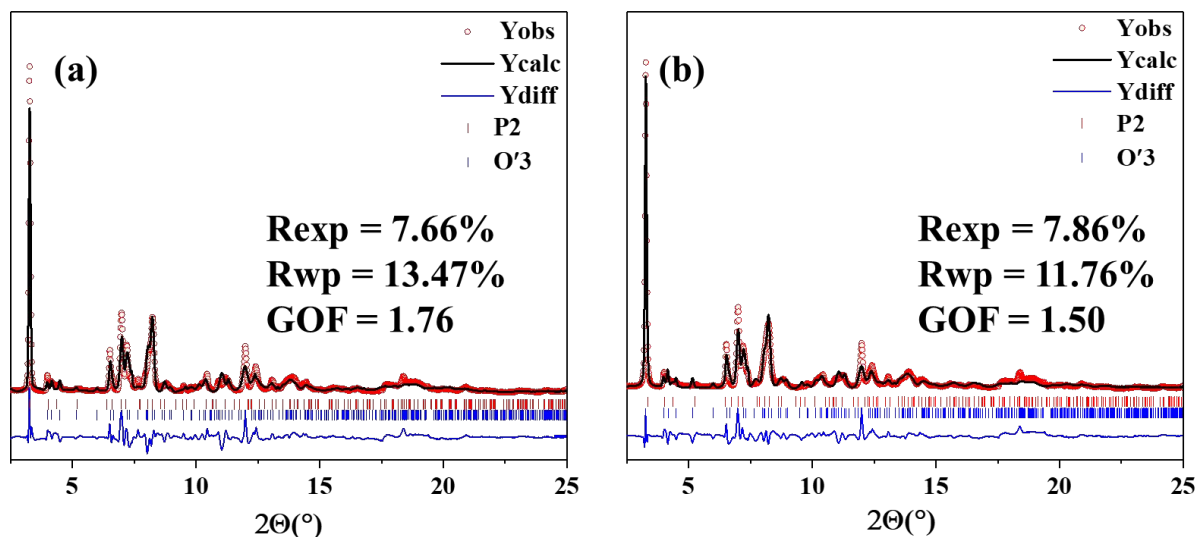 (a)
Yobs
Ycalc
Ydiff
P2
O′3
Rexp = 7.66%
Rwp = 13.47%
GOF = 1.76
5 10 15 20 25
2Θ(°)
(b)
Yobs
Ycalc
Ydiff
P2
O′3
Rexp = 7.86%
Rwp = 11.76%
GOF = 1.50
5 10 15 20 25
2Θ(°)